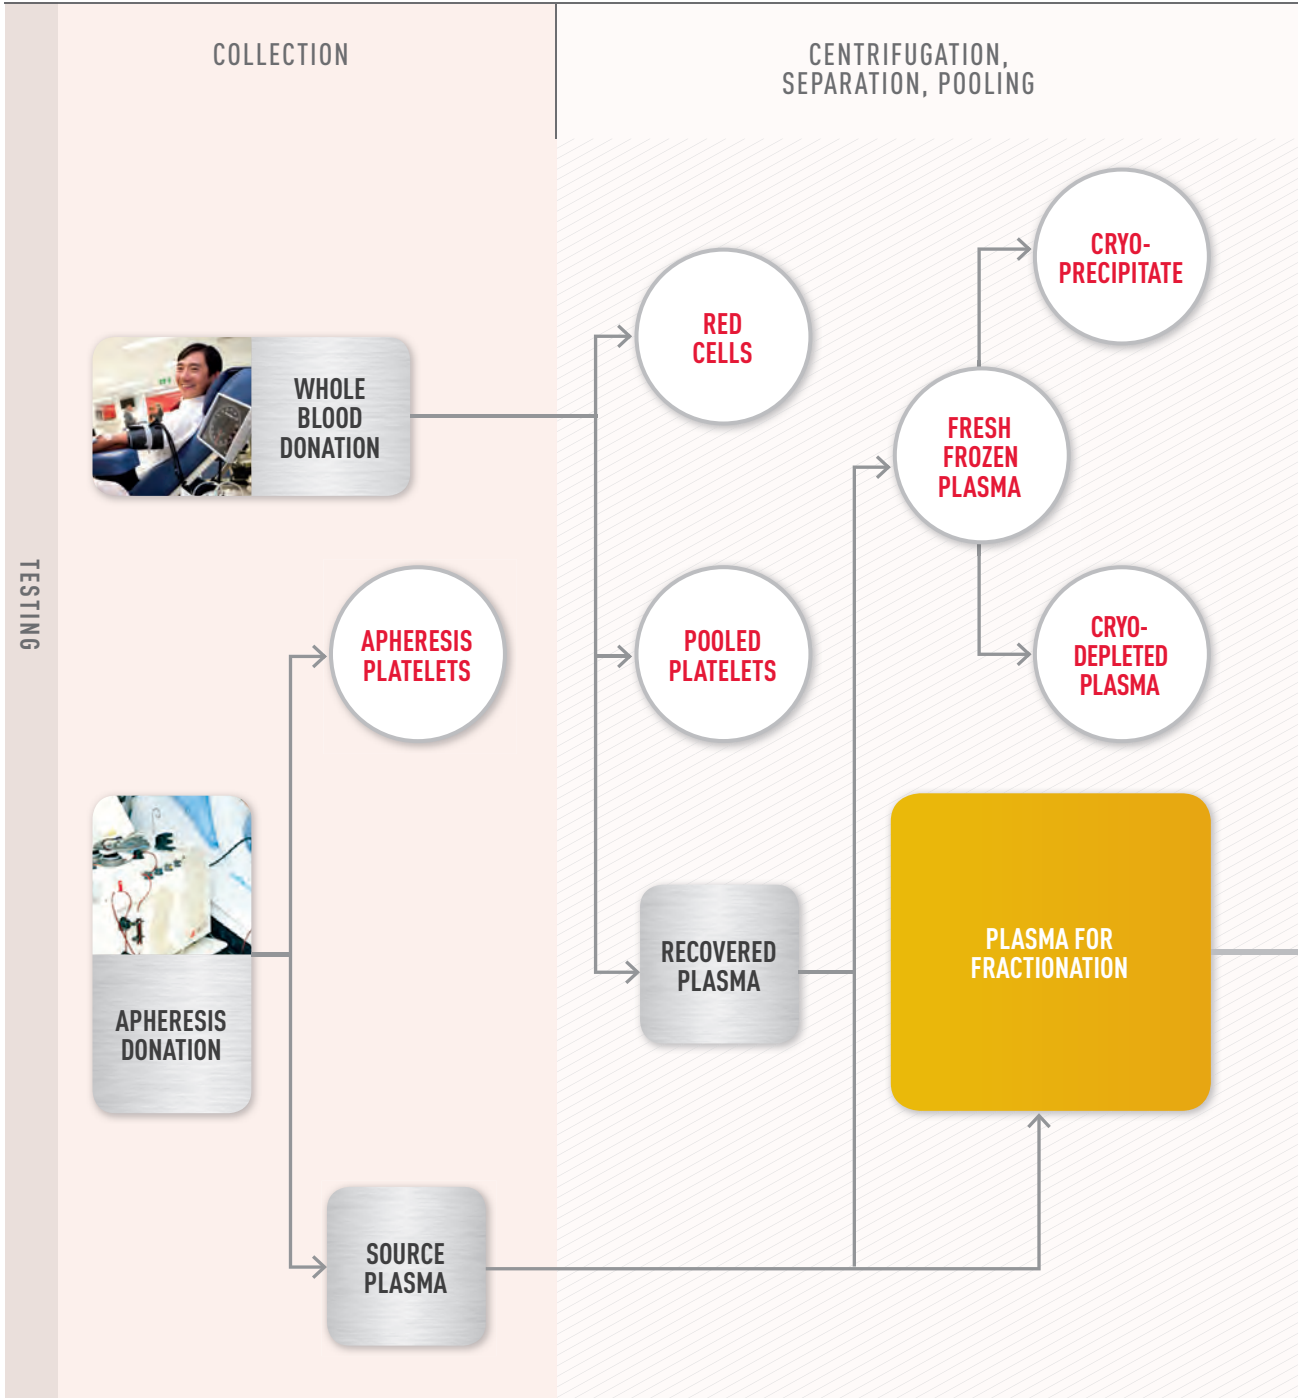 COLLECTION
CENTRIFUGATION,
SEPARATION, POOLING
TESTING
WHOLE
BLOOD
DONATION
RED
CELLS
CRYO-
PRECIPITATE
FRESH
FROZEN
PLASMA
APHERESIS
PLATELETS
POOLED
PLATELETS
CRYO-
DEPLETED
PLASMA
APHERESIS
DONATION
RECOVERED
PLASMA
PLASMA FOR
FRACTIONATION
SOURCE
PLASMA